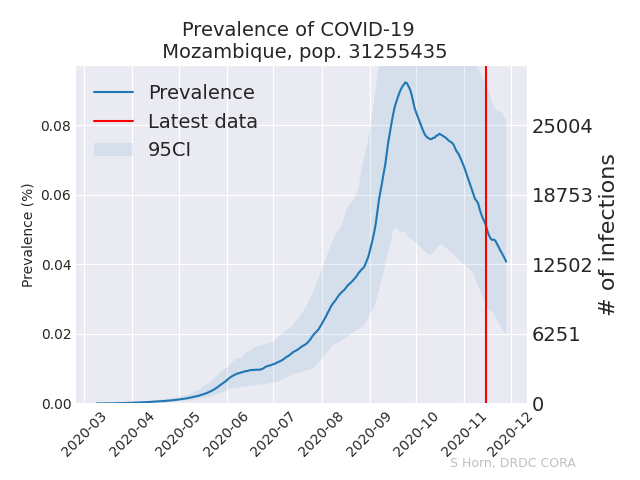 Prevalence of COVID-19
Mozambique, pop. 31255435
Prevalence
Latest data
95CI
Prevalence (%)
0.08
0.06
0.04
0.02
0.00
25004
18753
12502
6251
0
# of infections
2020-03
2020-04
2020-05
2020-06
2020-07
2020-08
2020-09
2020-10
2020-11
2020-12
S Horn, DRDC CORA